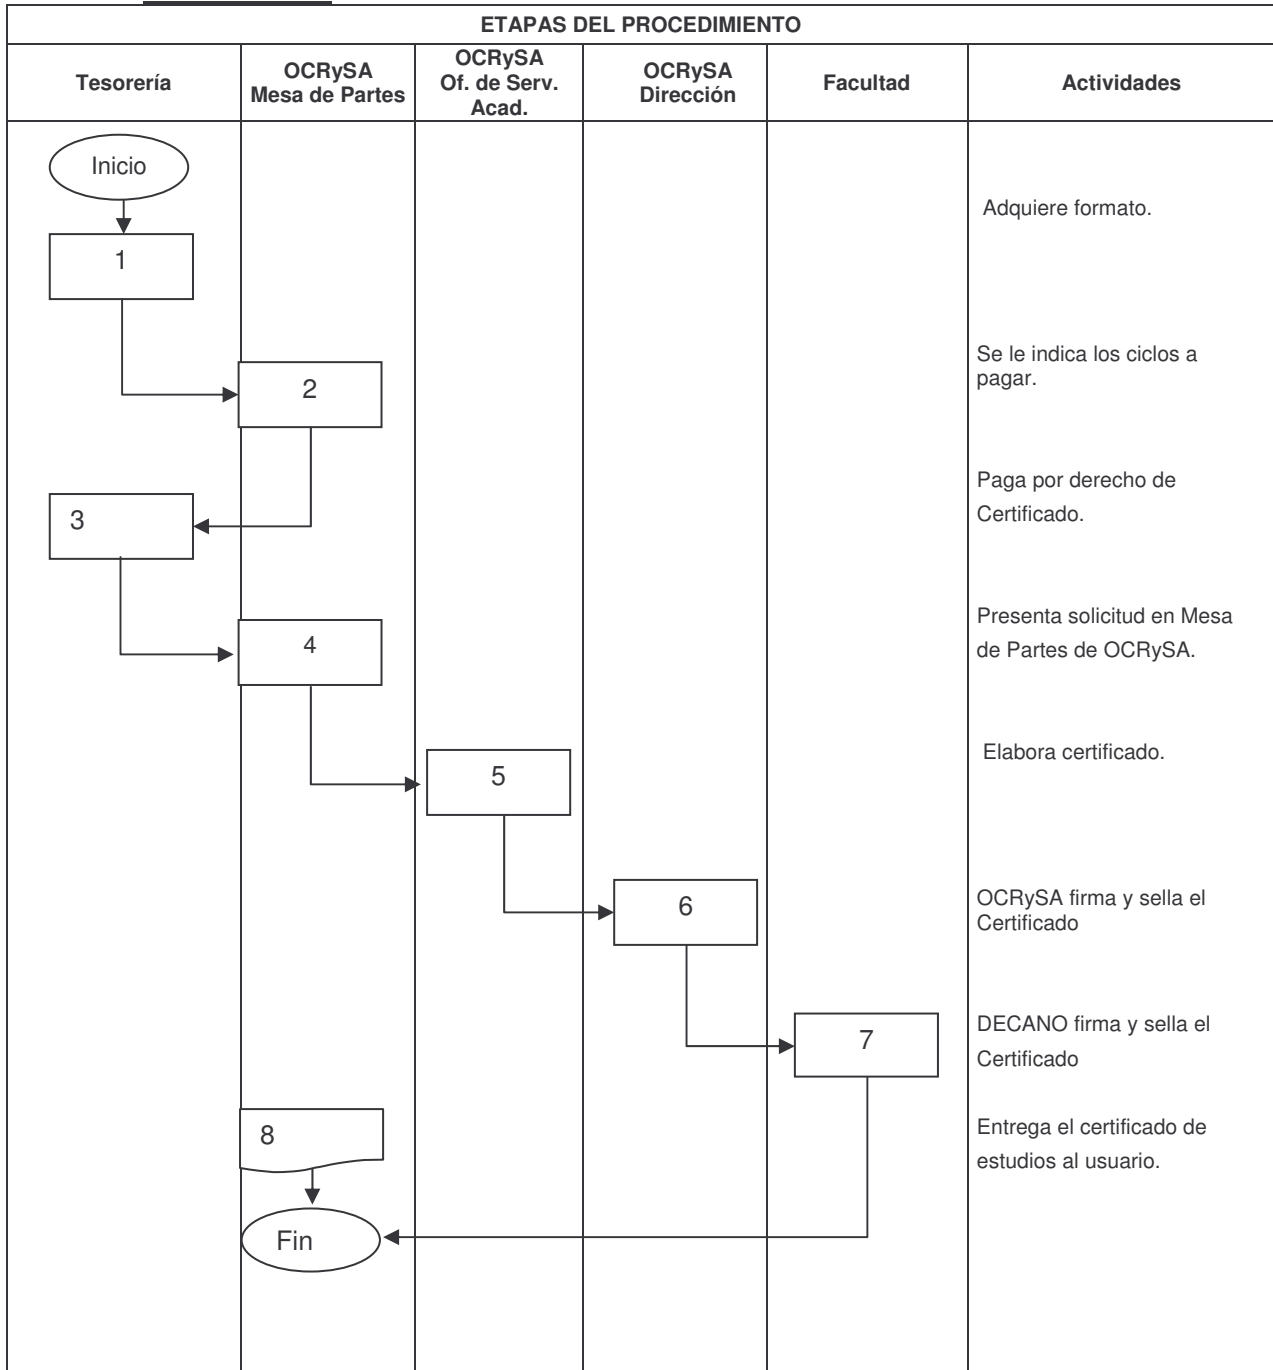 ETAPAS DEL PROCEDIMIENTO
Tesorería
OCRySA
Mesa de Partes
OCRySA
Of. de Serv.
Acad.
OCRySA
Dirección
Facultad
Actividades
Inicio
Adquiere formato.
1
Se le indica los ciclos a
pagar.
2
Paga por derecho de
Certificado.
3
Presenta solicitud en Mesa
de Partes de OCRySA.
4
Elabora certificado.
5
OCRySA firma y sella el
Certificado
6
DECANO firma y sella el
Certificado
7
Entrega el certificado de
estudios al usuario.
8
Fin